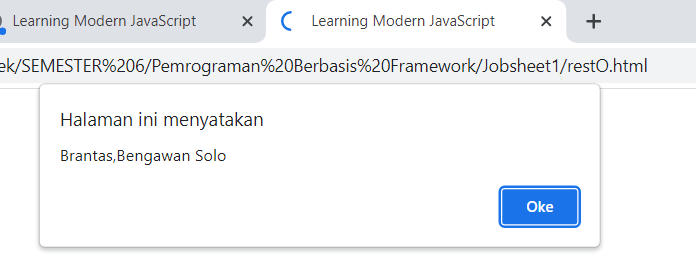 Learning Modern JavaScript
Learning Modern JavaScript
ek/SEMESTER%206/Pemrograman%20Berbasis%20Framework/Jobsheet1/restO.html
Halaman ini menyatakan
Brantas,Bengawan Solo
Oke